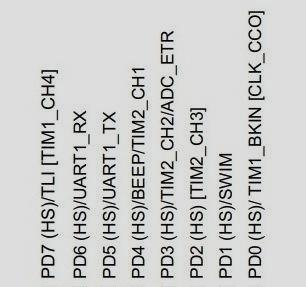 PD7 (HS)/TLI [TIM1_CH4]
PD6 (HS)/UART1_RX
PD5 (HS)/UART1_TX
PD4 (HS)/BEEP/TIM2_CH1
PD3 (HS)/TIM2_CH2/ADC_ETR
PD2 (HS) [TIM2_CH3]
PD1 (HS)/SWIM
PD0 (HS)/ TIM1_BKIN [CLK_CCO]